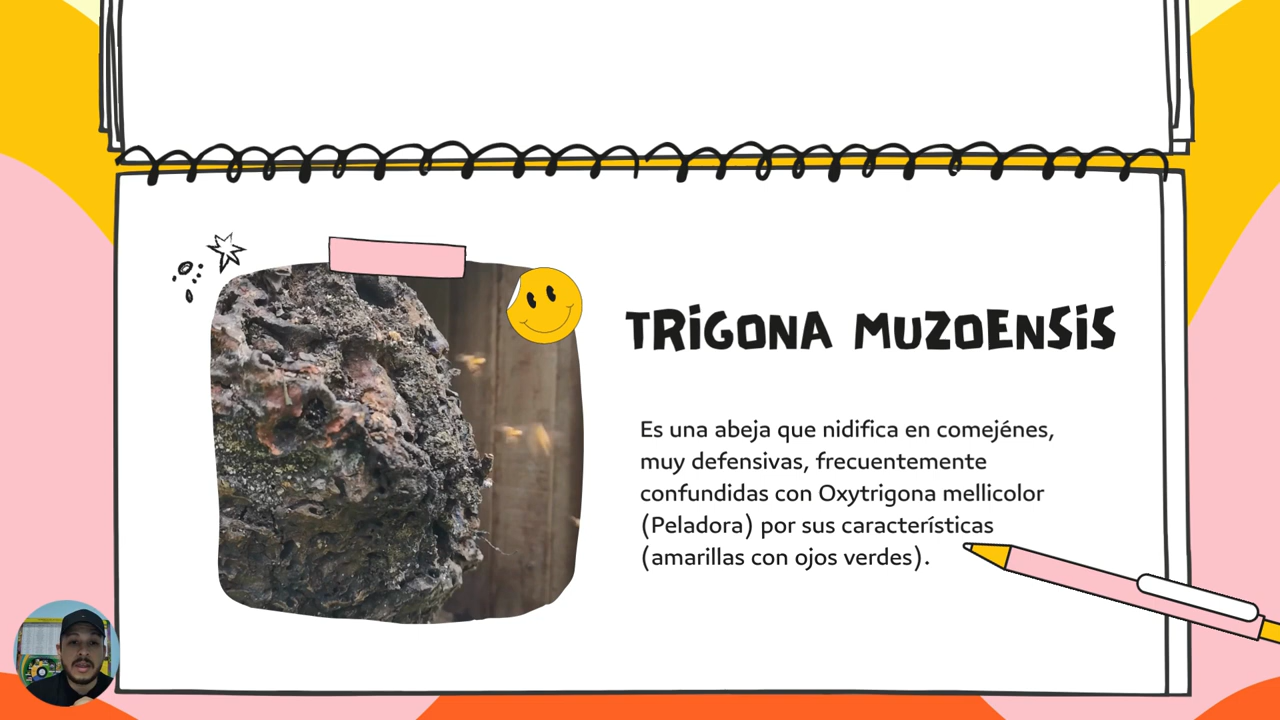 TRIGONA MUZOENSIS
Es una abeja que nidifica en comejénes,
muy defensivas, frecuentemente
confundidas con Oxytrigona mellicolor
(Peladora) por sus características
(amarillas con ojos verdes).